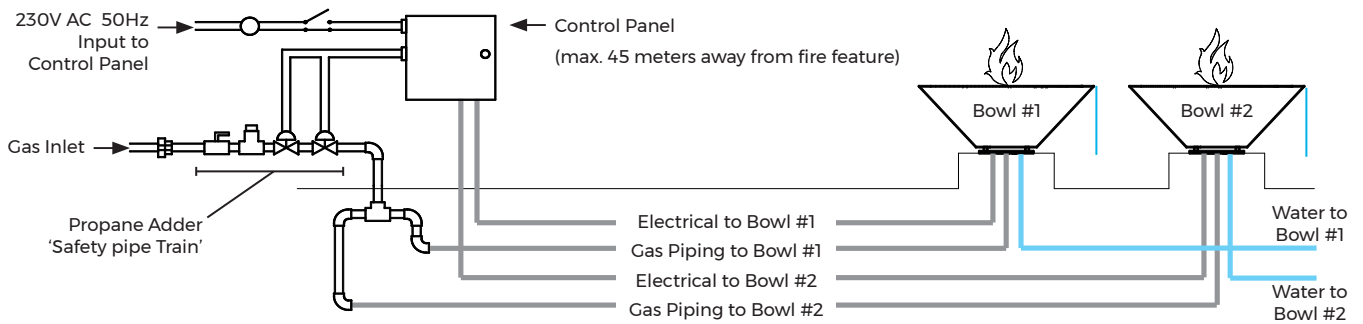 230V AC 50Hz
Input to
Control Panel
Control Panel
(max. 45 meters away from fire feature)
Bowl #1
Bowl #2
Gas Inlet
Propane Adder
‘Safety pipe Train’
Electrical to Bowl #1
Gas Piping to Bowl #1
Electrical to Bowl #2
Gas Piping to Bowl #2
Water to
Bowl #1
Water to
Bowl #2